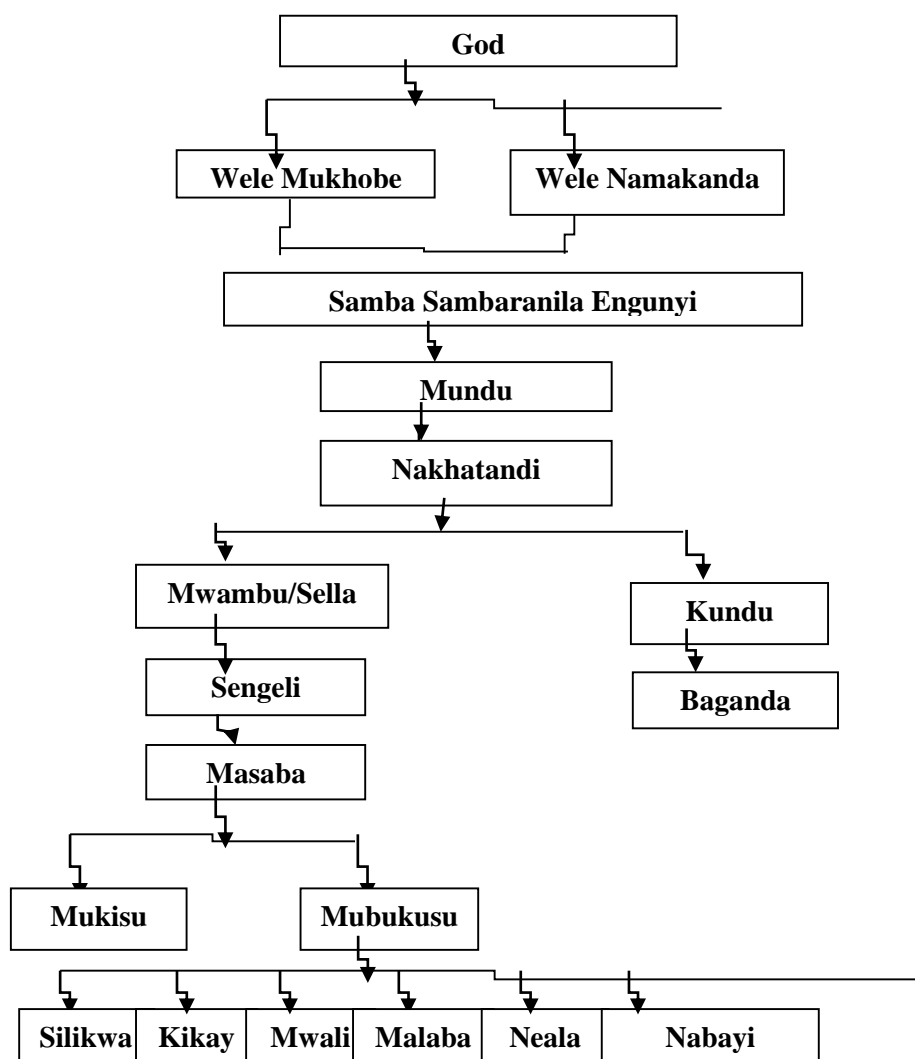 God
Wele Mukhobe Wele Namakanda
Samba Sambaranila Engunyi
Mundu
Nakhatandi
Mwambu/Sella Kundu
Sengeli Baganda
Masaba
Mukisu Mubukusu
Silikwa Kikay Mwali Malaba Neala Nabayi